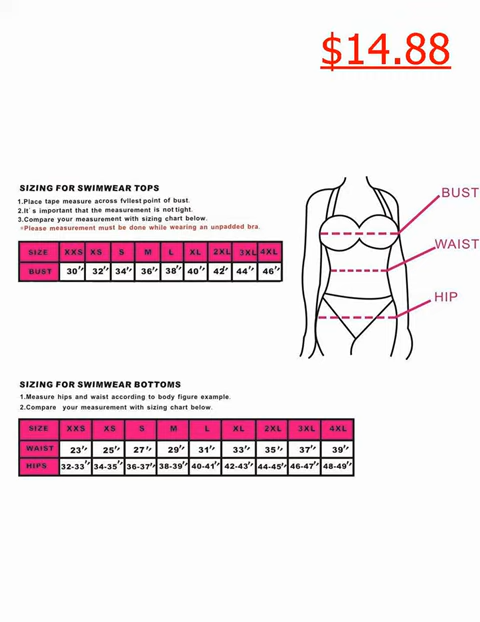 $14.88
SIZING FOR SWIMWEAR TOPS
1.Place tape measure across fvllest point of bust.
2.It's important that the measurement is not tight.
3.Compare your measurement with sizing chart below.
*Please measurement must be done while wearing an unpadded bra.
SIZE XXS XS S M L XL 2XL 3XL 4XL
BUST 30" 32" 34" 36" 38" 40" 42" 44" 46"
BUST
WAIST
HIP
SIZING FOR SWIMWEAR BOTTOMS
1.Measure hips and waist according to body figure example.
2.Compare your measurement with sizing chart below.
SIZE XXS XS S M L XL 2XL 3XL 4XL
WAIST 23" 25" 27" 29" 31" 33" 35" 37" 39"
HIPS 32-33" 34-35" 36-37" 38-39" 40-41" 42-43" 44-45" 46-47" 48-49"